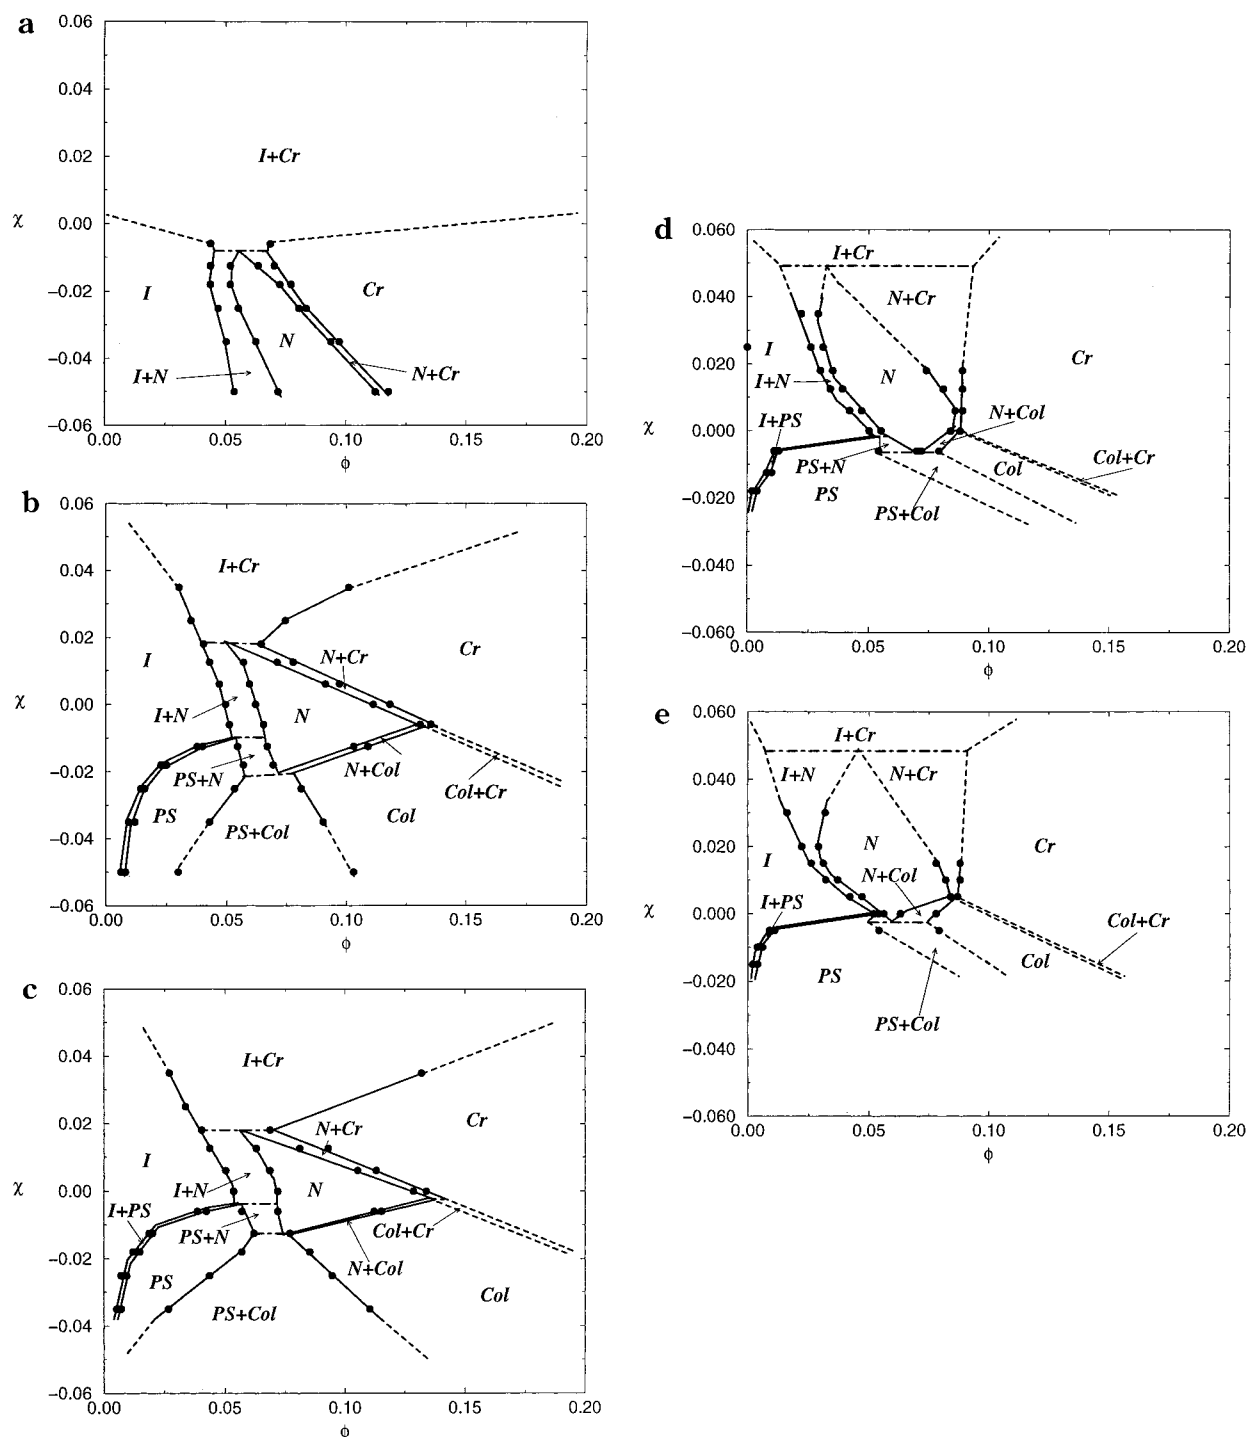 a
0.06
0.04
0.02
0.00
−0.02
−0.04
−0.06
χ
I+Cr
I
Cr
N
I+N
N+Cr
0.00 0.05 0.10 0.15 0.20
ϕ
b
0.06
0.04
0.02
0.00
−0.02
−0.04
−0.06
χ
I+Cr
I
N+Cr
Cr
I+N
N
PS+N
N+Col
PS
PS+Col
Col
Col+Cr
0.00 0.05 0.10 0.15 0.20
ϕ
c
0.06
0.04
0.02
0.00
−0.02
−0.04
−0.06
χ
I+Cr
I
N+Cr
Cr
I+N
N
I+PS
PS+N
Col+Cr
PS
N+Col
PS+Col
Col
0.00 0.05 0.10 0.15 0.20
ϕ
d
0.060
0.040
0.020
0.000
−0.020
−0.040
−0.060
χ
I+Cr
N+Cr
I
Cr
I+N
N
I+PS
N+Col
PS+N
Col
Col+Cr
PS
PS+Col
0.00 0.05 0.10 0.15 0.20
ϕ
e
0.060
0.040
0.020
0.000
−0.020
−0.040
−0.060
χ
I+Cr
I+N
N+Cr
N
Cr
I
N+Col
I+PS
Col+Cr
PS
Col
PS+Col
0.00 0.05 0.10 0.15 0.20
ϕ